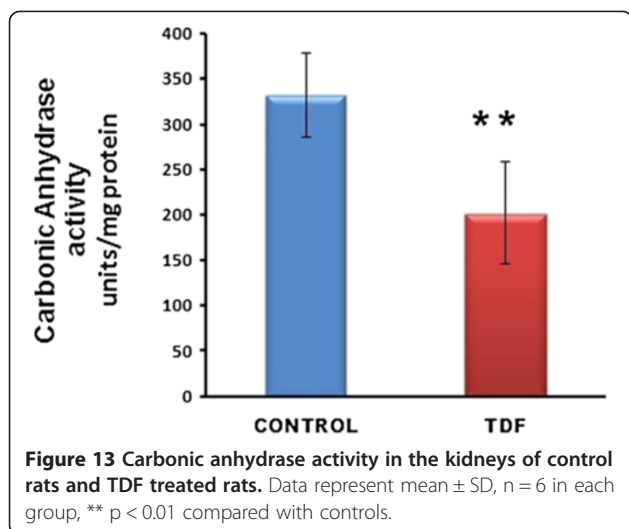 Carbonic Anhydrase
activity
units/mg protein
400
350
300
250
200
150
100
50
0
**
CONTROL
TDF
Figure 13 Carbonic anhydrase activity in the kidneys of control
rats and TDF treated rats. Data represent mean ± SD, n = 6 in each
group, ** p < 0.01 compared with controls.